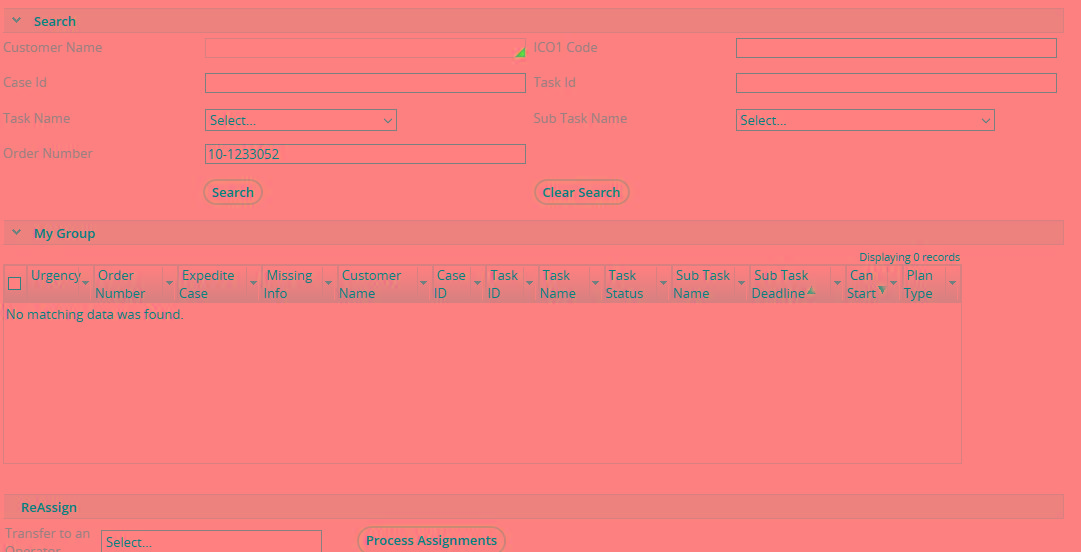 Search
Customer Name ICO1 Code
Case Id Task Id
Task Name Select... Sub Task Name Select...
Order Number 10-1233052
Search Clear Search
My Group
Displaying 0 records
Urgency Order Number Expedite Case Missing Info Customer Name Case ID Task ID Task Name Task Status Sub Task Name Sub Task Deadline Can Start Plan Type
No matching data was found.
ReAssign
Transfer to an Operator Select... Process Assignments